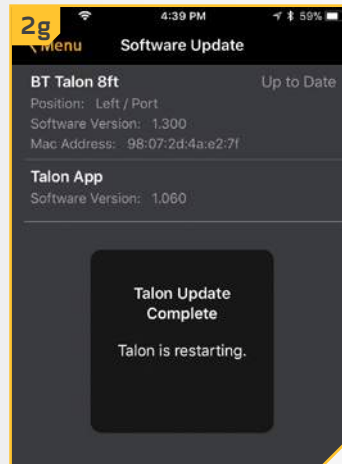 2g
4:39 PM
59%
Menu
Software Update
BT Talon 8ft
Up to Date
Position: Left / Port
Software Version: 1.300
Mac Address: 98:07:2d:4a:e2:7f
Talon App
Software Version: 1.060
Talon Update
Complete
Talon is restarting.